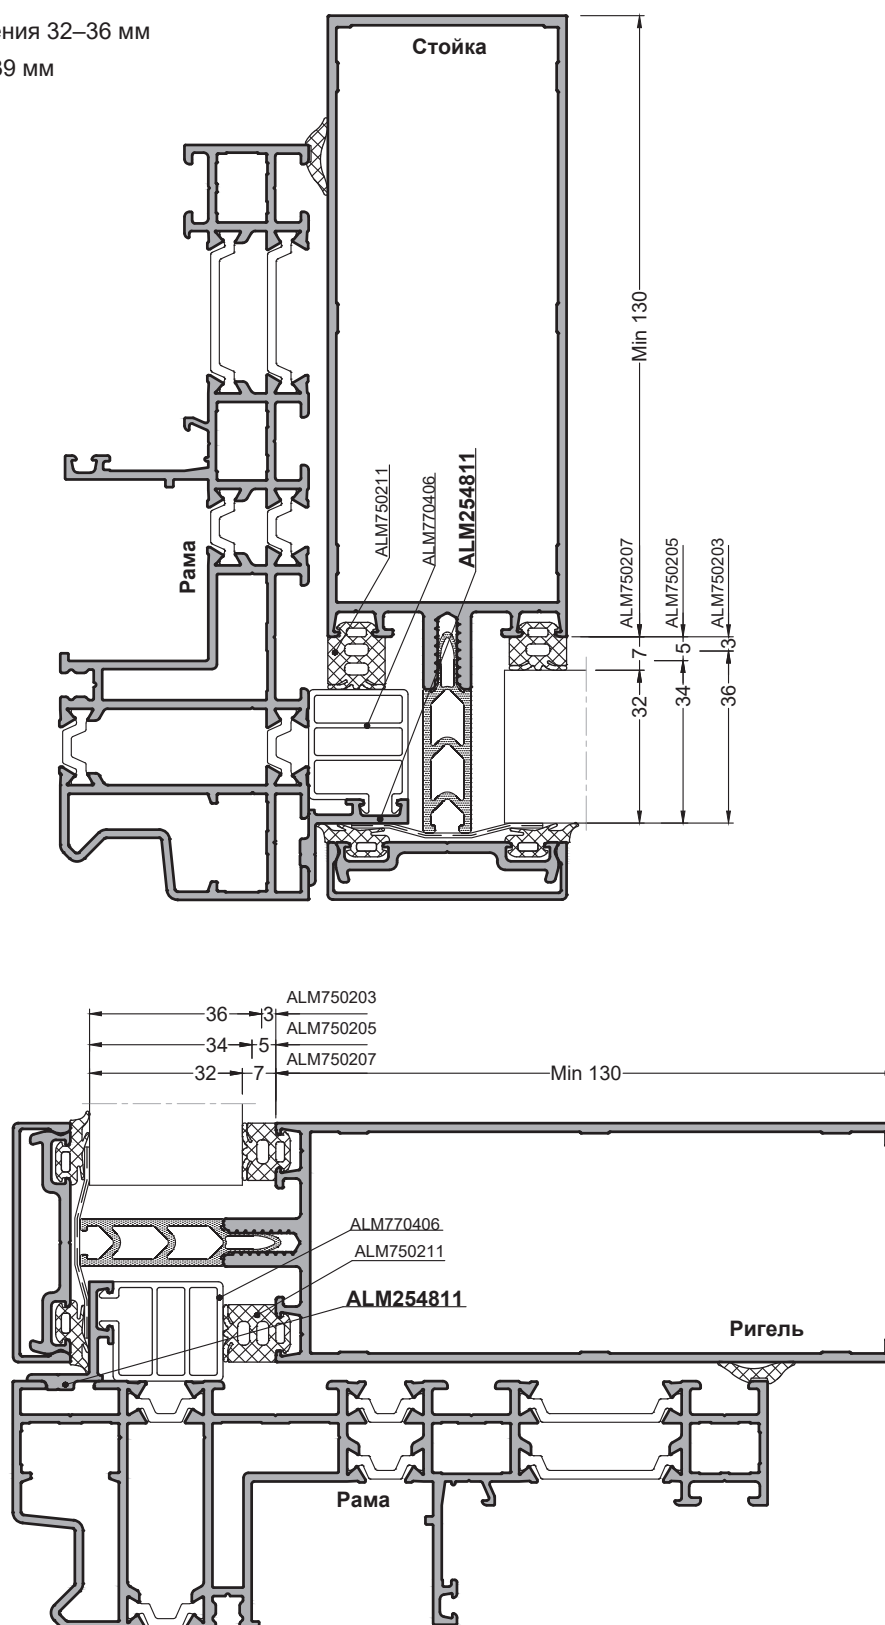 ения 32–36 мм
39 мм
Стойка
Min 130
ALM750211
ALM770406
ALM254811
Рама
ALM750207
ALM750205
ALM750203
7
5
3
32
34
36
36
3
ALM750203
34
5
ALM750205
32
7
ALM750207
Min 130
ALM770406
ALM750211
ALM254811
Ригель
Рама